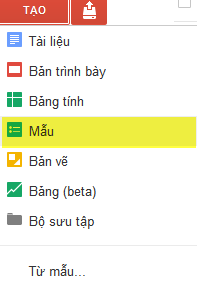 TẠO
Tài liệu
Bản trình bày
Bảng tính
Mẫu
Bản vẽ
Bảng (beta)
Bộ sưu tập
Từ mẫu...